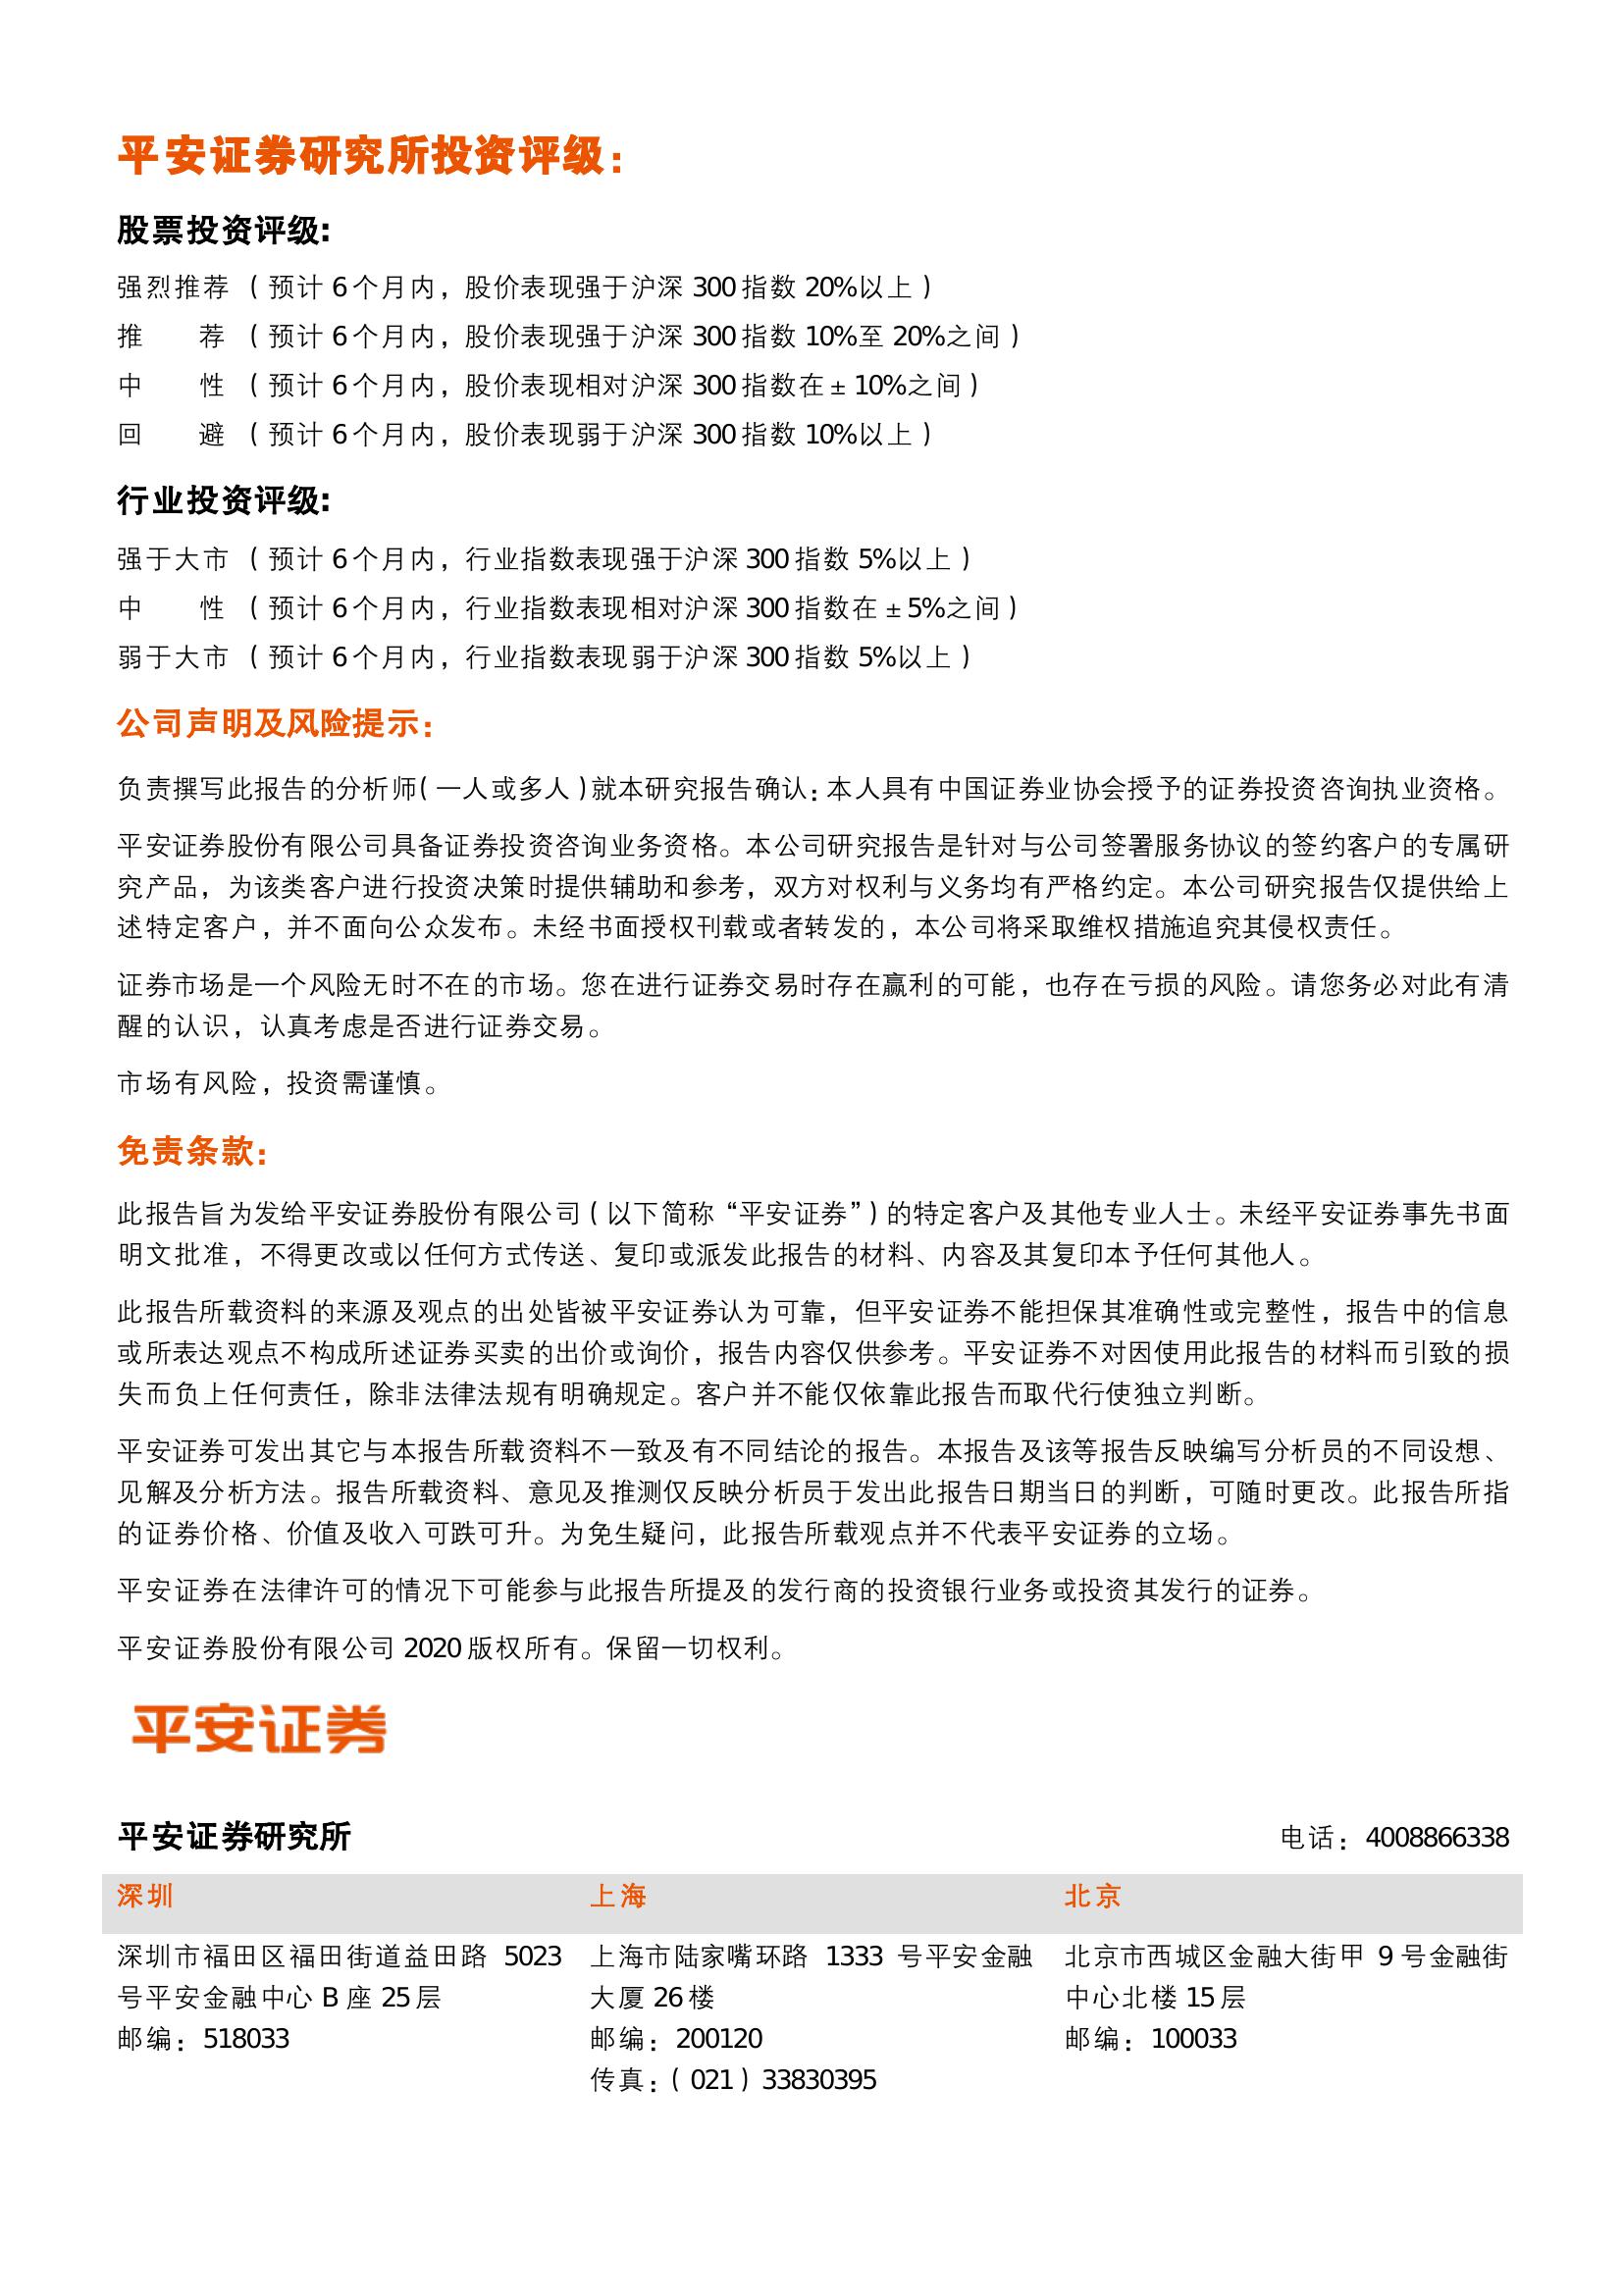 平安证券研究所投资评级：
股票投资评级:
强烈推荐 （预计 6 个月内，股价表现强于沪深 300 指数 20%以上）
推　　荐 （预计 6 个月内，股价表现强于沪深 300 指数 10%至 20%之间）
中　　性 （预计 6 个月内，股价表现相对沪深 300 指数在± 10%之间）
回　　避 （预计 6 个月内，股价表现弱于沪深 300 指数 10%以上）
行业投资评级:
强于大市 （预计 6 个月内，行业指数表现强于沪深 300 指数 5%以上）
中　　性 （预计 6 个月内，行业指数表现相对沪深 300 指数在 ± 5%之间）
弱于大市 （预计 6 个月内，行业指数表现弱于沪深 300 指数 5%以上）
公司声明及风险提示：
负责撰写此报告的分析师(一人或多人)就本研究报告确认：本人具有中国证券业协会授予的证券投资咨询执业资格。
平安证券股份有限公司具备证券投资咨询业务资格。本公司研究报告是针对与公司签署服务协议的签约客户的专属研
究产品，为该类客户进行投资决策时提供辅助和参考，双方对权利与义务均有严格约定。本公司研究报告仅提供给上
述特定客户，并不面向公众发布。未经书面授权刊载或者转发的，本公司将采取维权措施追究其侵权责任。
证券市场是一个风险无时不在的市场。您在进行证券交易时存在赢利的可能，也存在亏损的风险。请您务必对此有清
醒的认识，认真考虑是否进行证券交易。
市场有风险，投资需谨慎。
免责条款：
此报告旨为发给平安证券股份有限公司（以下简称“平安证券”）的特定客户及其他专业人士。未经平安证券事先书面
明文批准，不得更改或以任何方式传送、复印或派发此报告的材料、内容及其复印本予任何其他人。
此报告所载资料的来源及观点的出处皆被平安证券认为可靠，但平安证券不能担保其准确性或完整性，报告中的信息
或所表达观点不构成所述证券买卖的出价或询价，报告内容仅供参考。平安证券不对因使用此报告的材料而引致的损
失而负上任何责任，除非法律法规有明确规定。客户并不能仅依靠此报告而取代行使独立判断。
平安证券可发出其它与本报告所载资料不一致及有不同结论的报告。本报告及该等报告反映编写分析员的不同设想、
见解及分析方法。报告所载资料、意见及推测仅反映分析员于发出此报告日期当日的判断，可随时更改。此报告所指
的证券价格、价值及收入可跌可升。为免生疑问，此报告所载观点并不代表平安证券的立场。
平安证券在法律许可的情况下可能参与此报告所提及的发行商的投资银行业务或投资其发行的证券。
平安证券股份有限公司 2020 版权所有。保留一切权利。
平安证券
平安证券研究所 电话：4008866338
深圳 上海 北京
深圳市福田区福田街道益田路 5023
号平安金融中心 B 座 25 层
邮编：518033
上海市陆家嘴环路 1333 号平安金融
大厦 26 楼
邮编：200120
传真：（021）33830395
北京市西城区金融大街甲 9 号金融街
中心北楼 15 层
邮编：100033